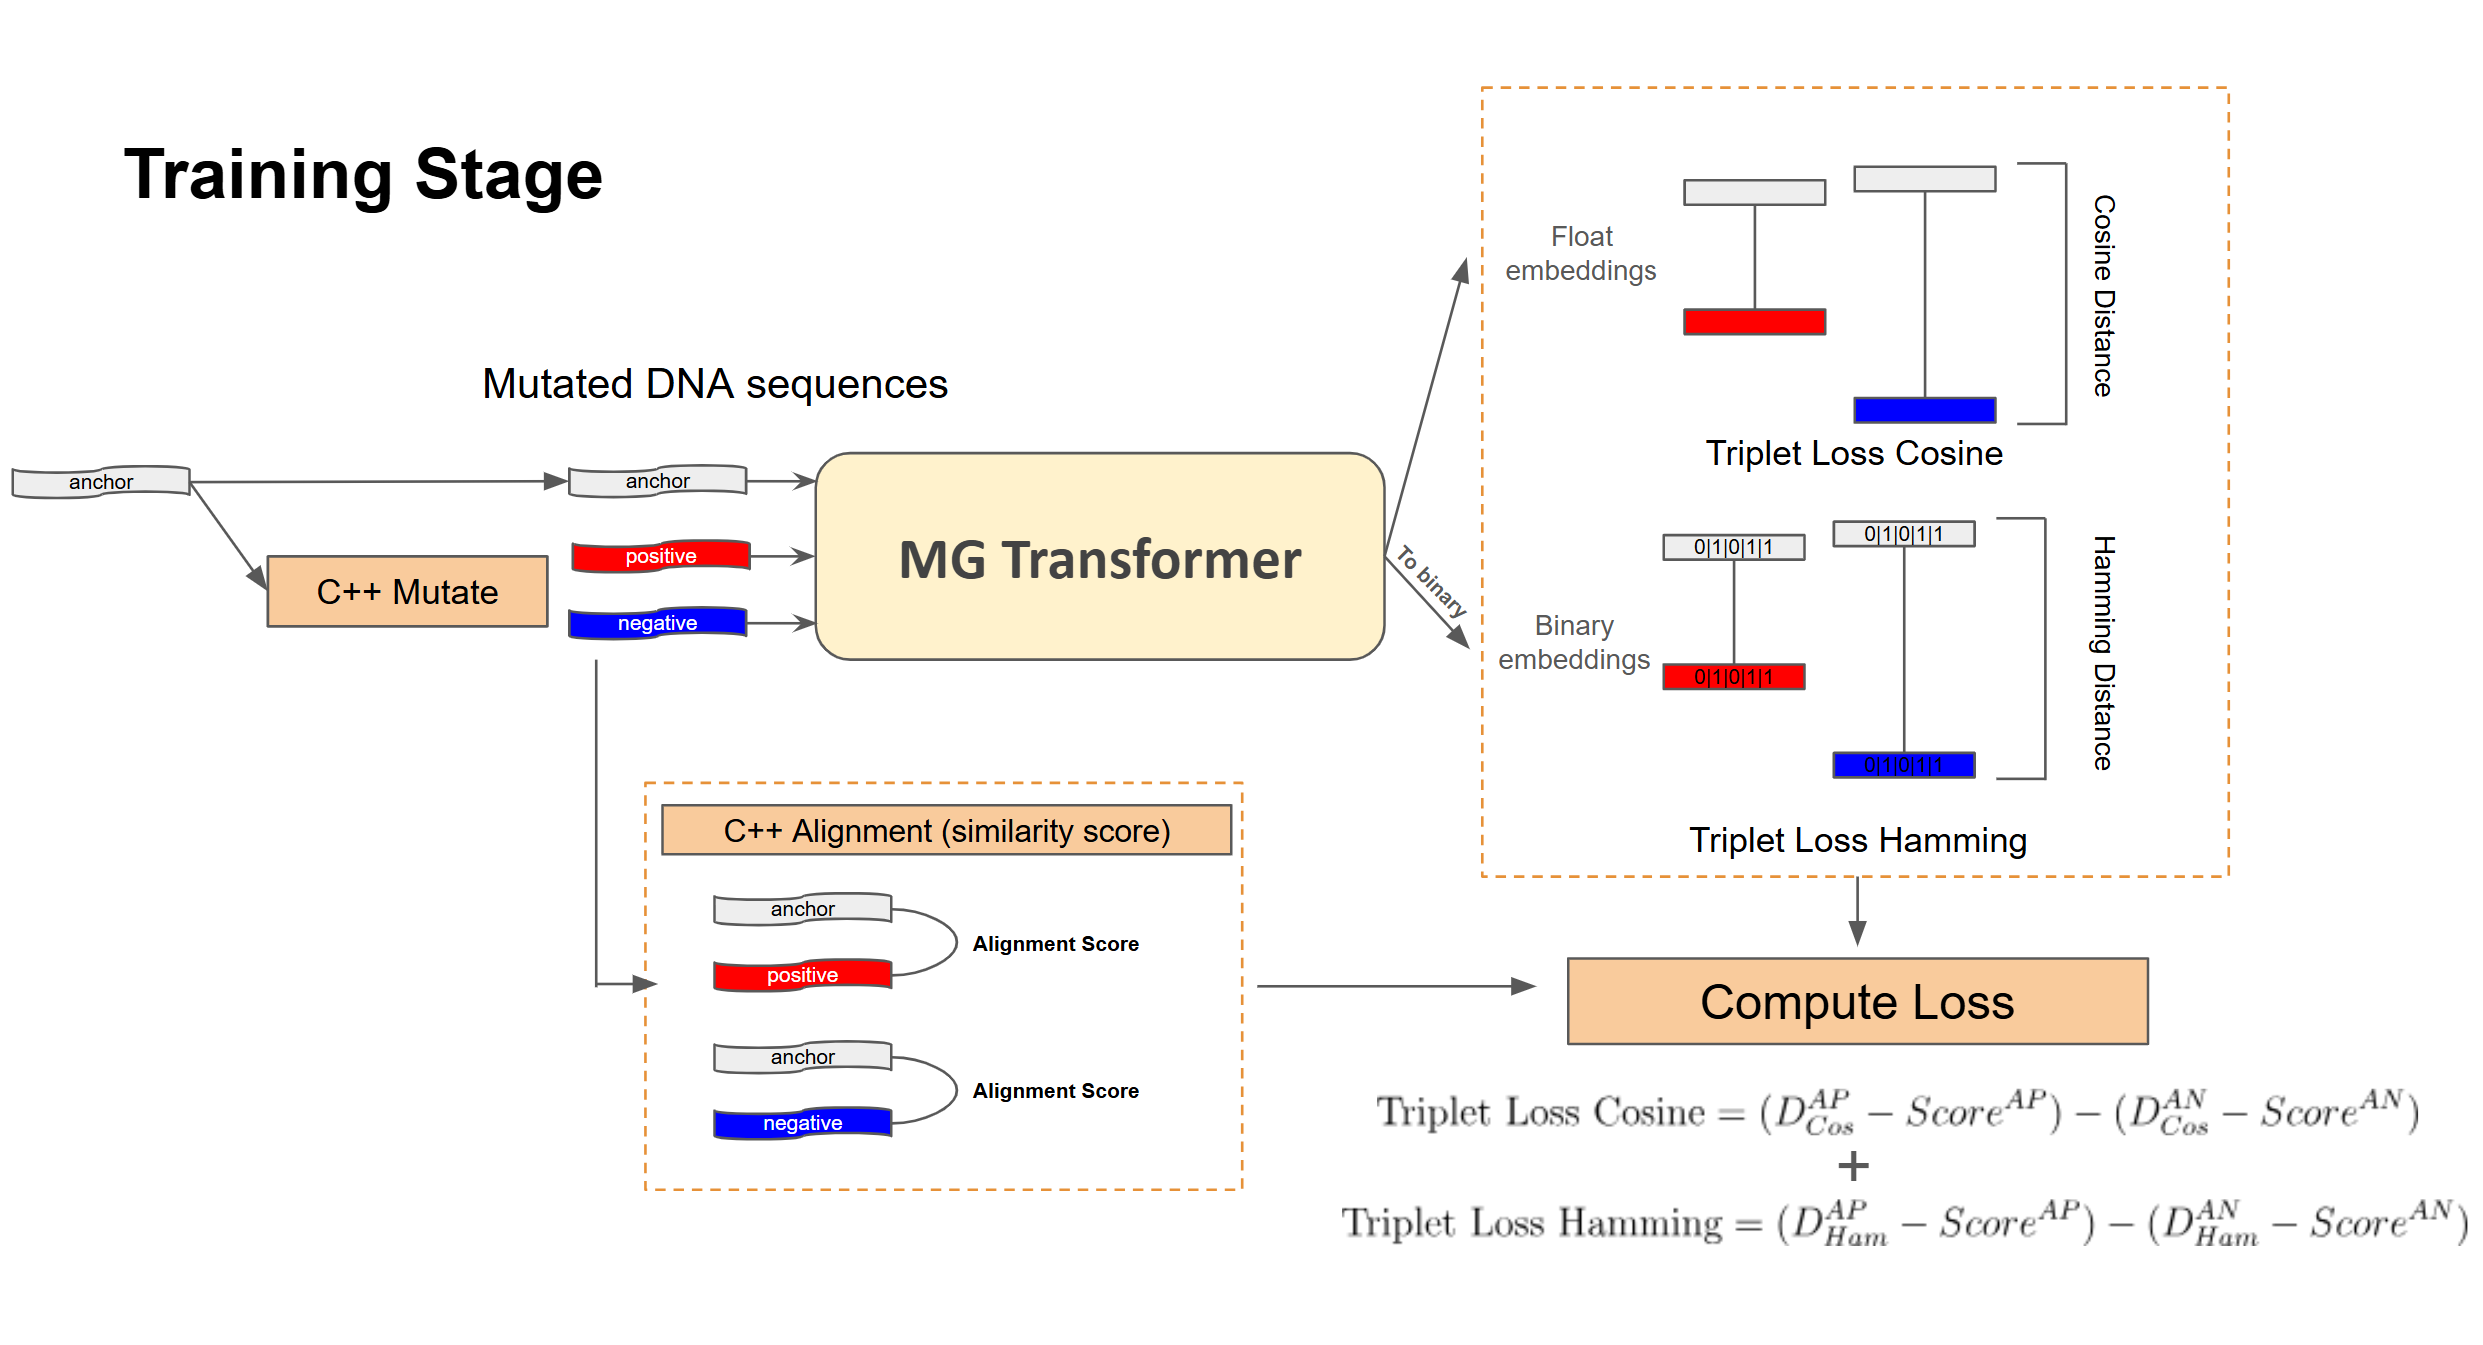 Training Stage
Mutated DNA sequences
anchor
anchor
positive
negative
C++ Mutate
MG Transformer
To binary
Float
embeddings
Cosine Distance
Triplet Loss Cosine
0|1|0|1|1
0|1|0|1|1
Binary
embeddings
0|1|0|1|1
0|1|0|1|1
Hamming Distance
Triplet Loss Hamming
C++ Alignment (similarity score)
anchor
Alignment Score
positive
anchor
Alignment Score
negative
Compute Loss
Triplet Loss Cosine = (D_{Cos}^{AP} − Score^{AP}) − (D_{Cos}^{AN} − Score^{AN})
+
Triplet Loss Hamming = (D_{Ham}^{AP} − Score^{AP}) − (D_{Ham}^{AN} − Score^{AN})